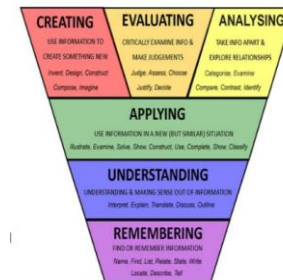 CREATING
USE INFORMATION TO
CREATE SOMETHING NEW
Invent, Design, Construct
Compose, Imagine
EVALUATING
CRITICALLY EXAMINE INFO &
MAKE JUDGEMENTS
Judge, Assess, Choose
Justify, Decide
ANALYSING
TAKE INFO APART &
EXPLORE RELATIONSHIPS
Categorise, Examine
Compare, Contrast, Identify
APPLYING
USE INFORMATION IN A NEW (BUT SIMILAR) SITUATION
Illustrate, Examine, Solve, Show, Construct, Use, Complete, Show, Classify
UNDERSTANDING
UNDERSTANDING & MAKING SENSE OUT OF INFORMATION
Interpret, Explain, Translate, Discuss, Outline
REMEMBERING
FIND OR REMEMBER INFORMATION
Name, Find, List, Relate, State, Write
Locate, Describe, Tell